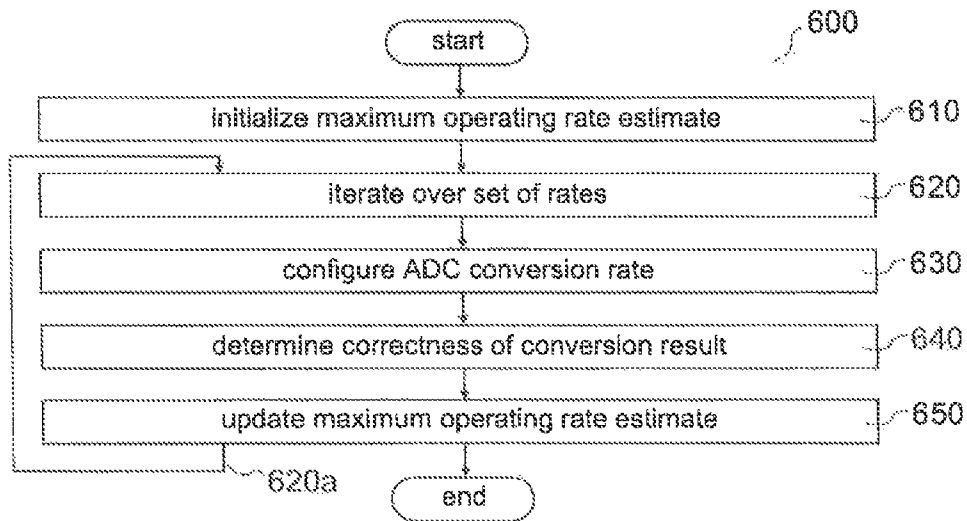 start
600
initialize maximum operating rate estimate
610
iterate over set of rates
620
configure ADC conversion rate
630
determine correctness of conversion result
640
update maximum operating rate estimate
650
620a
end